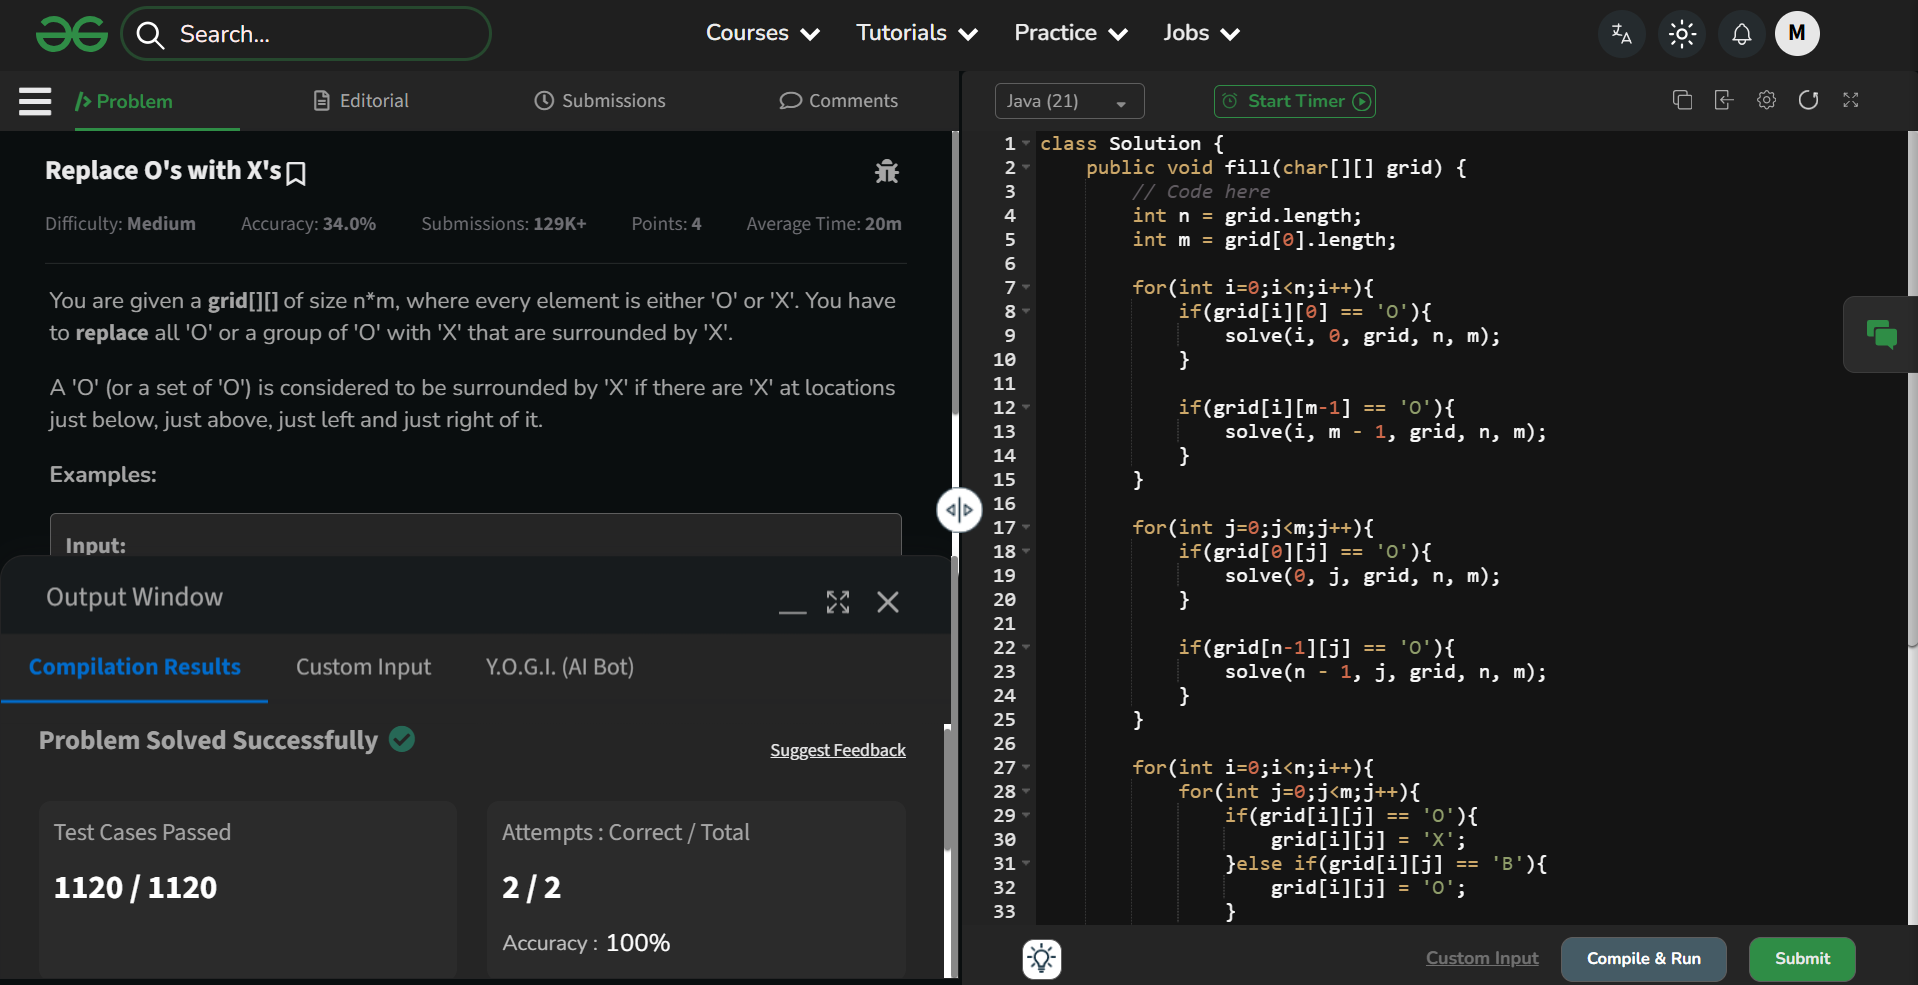 Search...
Courses
Tutorials
Practice
Jobs
M
Problem
Editorial
Submissions
Comments
Replace O's with X's
Difficulty: Medium
Accuracy: 34.0%
Submissions: 129K+
Points: 4
Average Time: 20m
You are given a grid[][] of size n*m, where every element is either 'O' or 'X'. You have
to replace all 'O' or a group of 'O' with 'X' that are surrounded by 'X'.
A 'O' (or a set of 'O') is considered to be surrounded by 'X' if there are 'X' at locations
just below, just above, just left and just right of it.
Examples:
Input:
Output Window
Compilation Results
Custom Input
Y.O.G.I. (AI Bot)
Problem Solved Successfully
Suggest Feedback
Test Cases Passed
1120 / 1120
Attempts : Correct / Total
2 / 2
Accuracy : 100%
Java (21)
Start Timer
1 class Solution {
2     public void fill(char[][] grid) {
3         // Code here
4         int n = grid.length;
5         int m = grid[0].length;
6
7         for(int i=0;i<n;i++){
8             if(grid[i][0] == 'O'){
9                 solve(i, 0, grid, n, m);
10             }
11
12             if(grid[i][m-1] == 'O'){
13                 solve(i, m - 1, grid, n, m);
14             }
15         }
16
17         for(int j=0;j<m;j++){
18             if(grid[0][j] == 'O'){
19                 solve(0, j, grid, n, m);
20             }
21
22             if(grid[n-1][j] == 'O'){
23                 solve(n - 1, j, grid, n, m);
24             }
25         }
26
27         for(int i=0;i<n;i++){
28             for(int j=0;j<m;j++){
29                 if(grid[i][j] == 'O'){
30                     grid[i][j] = 'X';
31                 }else if(grid[i][j] == 'B'){
32                     grid[i][j] = 'O';
33                 }
Custom Input
Compile & Run
Submit